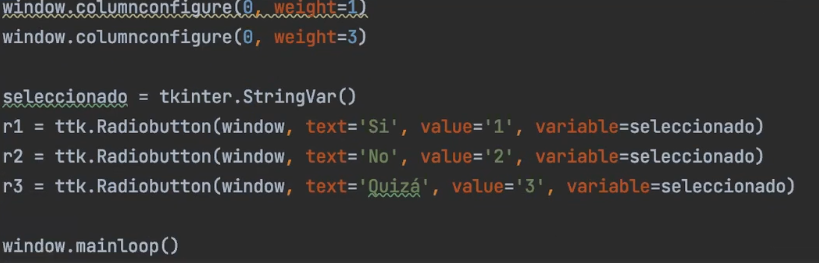 window.columnconfigure(0, weight=1)
window.columnconfigure(0, weight=3)
seleccionado = tkinter.StringVar()
r1 = ttk.Radiobutton(window, text='Si', value='1', variable=seleccionado)
r2 = ttk.Radiobutton(window, text='No', value='2', variable=seleccionado)
r3 = ttk.Radiobutton(window, text='Quizá', value='3', variable=seleccionado)
window.mainloop()